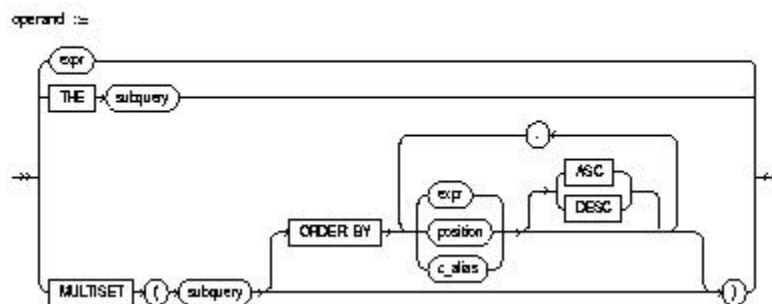 operand ::=
expr
THE subquery
,
expr ASC
ORDER BY position DESC
c_alias
MULTISET ( subquery )